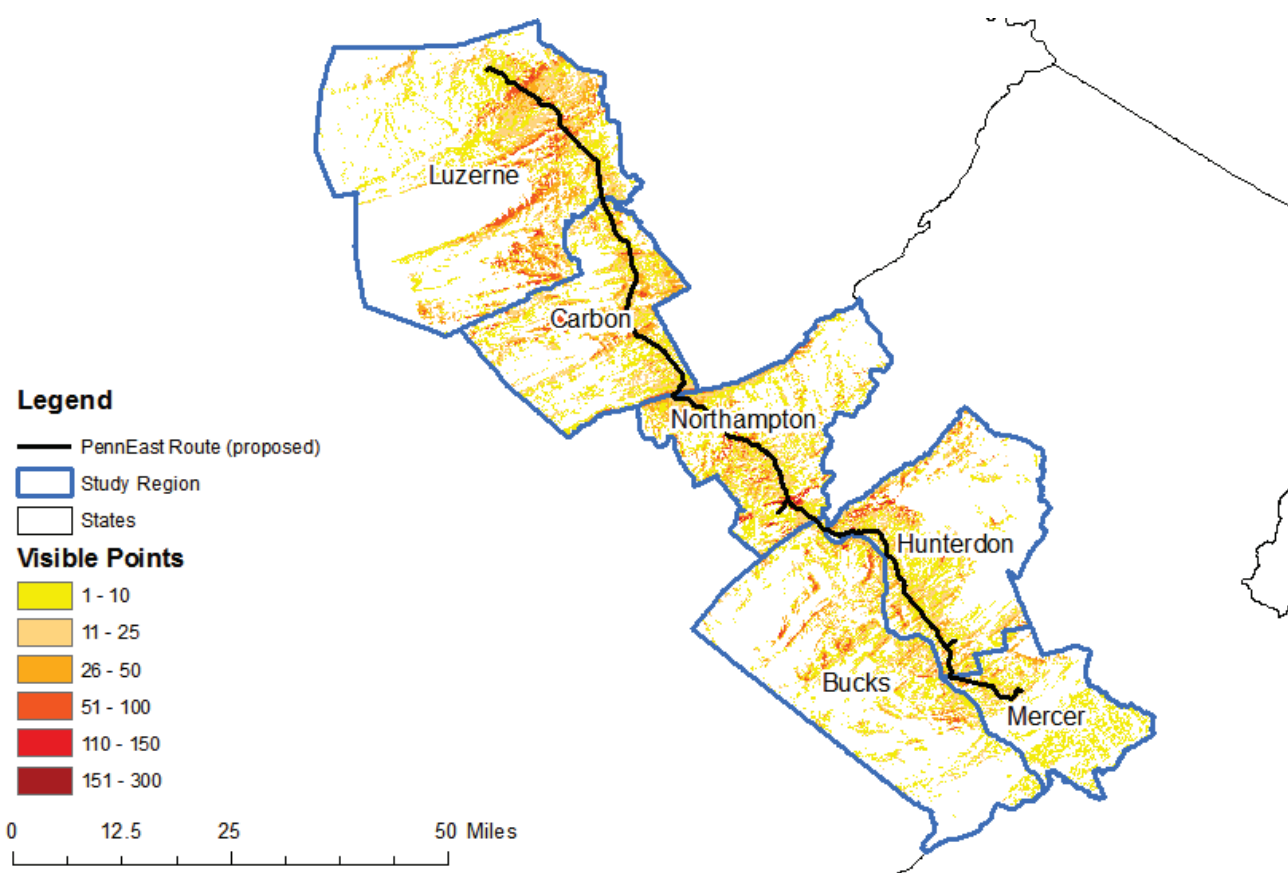 Luzerne
Carbon
Northampton
Hunterdon
Bucks
Mercer
Legend
PennEast Route (proposed)
Study Region
States
Visible Points
1 - 10
11 - 25
26 - 50
51 - 100
110 - 150
151 - 300
0 12.5 25 50 Miles